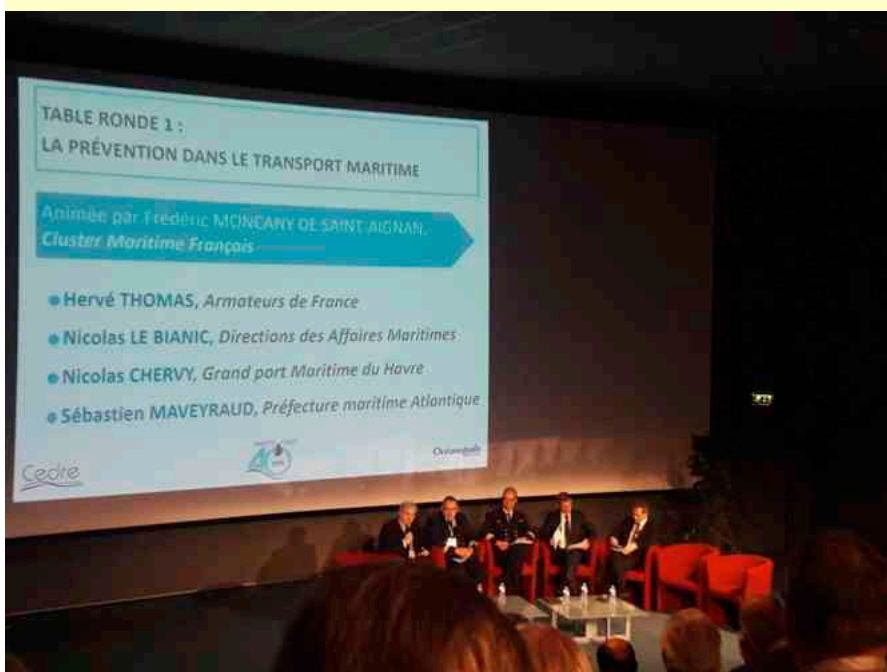 TABLE RONDE 1 :
LA PRÉVENTION DANS LE TRANSPORT MARITIME
Animée par Frédéric MONCANY DE SAINT-AIGNAN,
Cluster Maritime Français
Hervé THOMAS, Armateurs de France
Nicolas LE BIANIC, Directions des Affaires Maritimes
Nicolas CHERVY, Grand port Maritime du Havre
Sébastien MAVEYRAUD, Préfecture maritime Atlantique
Cedre
40
Océanopolis